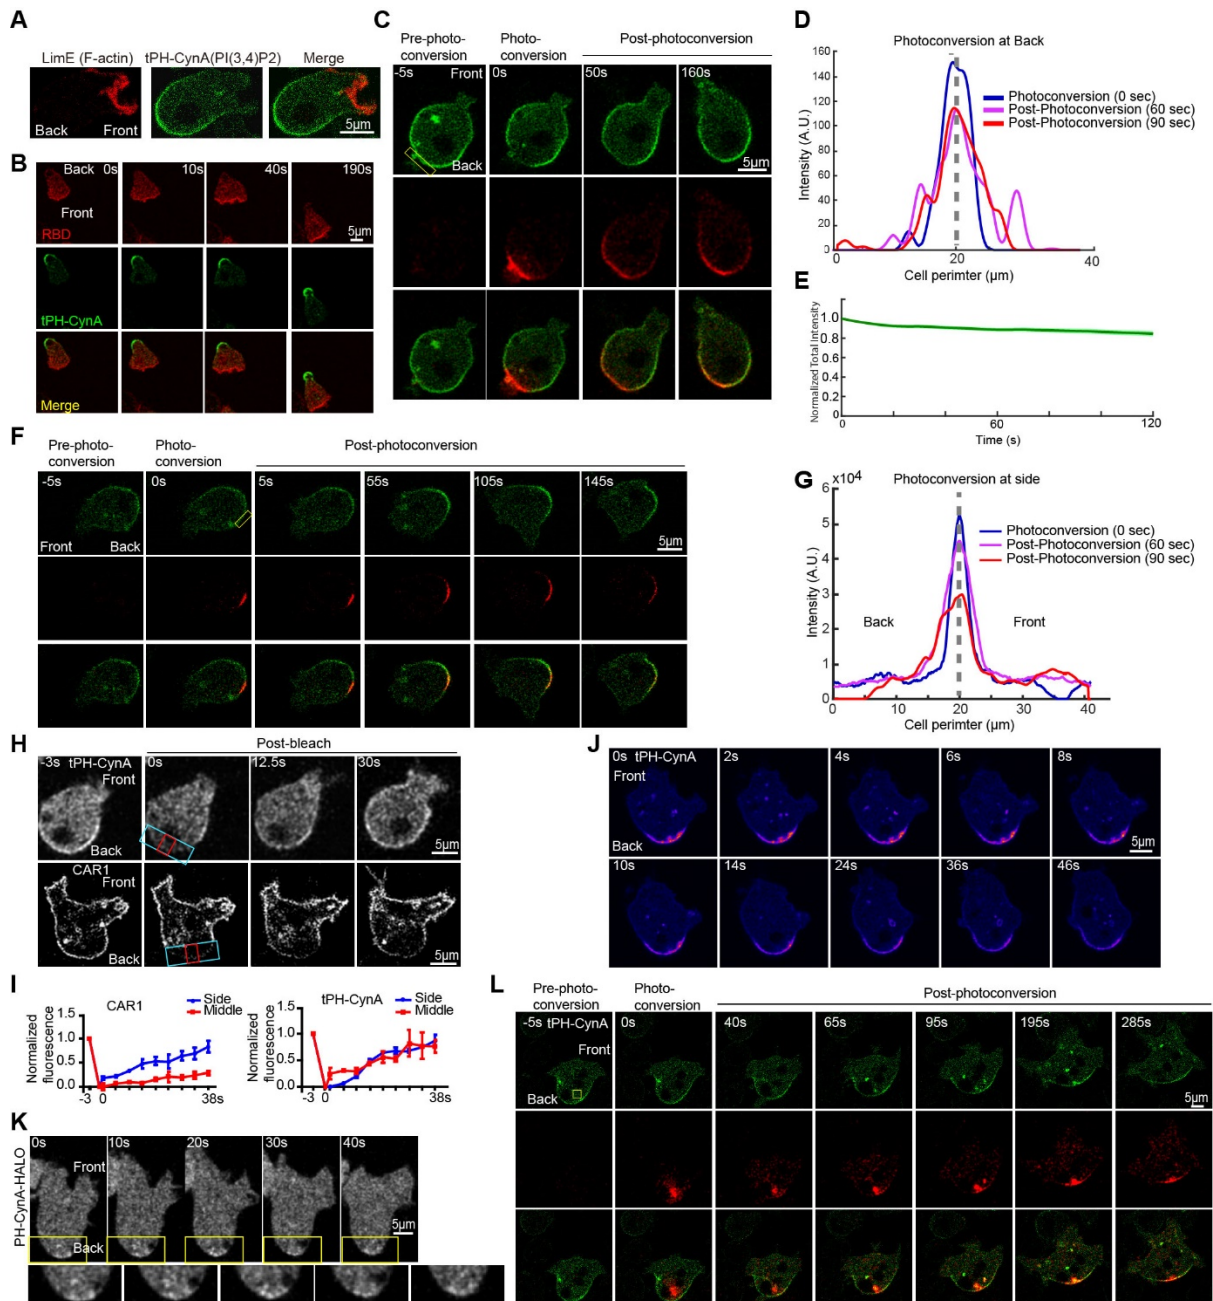 A
LimE (F-actin) tPH-CynA(PI(3,4)P2) Merge
Back Front 5µm
B
Back 0s 10s 40s 190s
Front
RBD 5µm
tPH-CynA
Merge
C
Pre-photo-
conversion
Photo-
conversion
Post-photoconversion
-5s Front 0s 50s 160s
Back 5µm
D
Photoconversion at Back
160
140
120
100
80
60
40
20
0
Intensity (A.U.)
Photoconversion (0 sec)
Post-Photoconversion (60 sec)
Post-Photoconversion (90 sec)
0 20 40
Cell perimter (µm)
E
Normalized Total Intensity
1.0
0.8
0.6
0.4
0.2
0
0 60 120
Time (s)
F
Pre-photo-
conversion
Photo-
conversion
Post-photoconversion
-5s 0s 5s 55s 105s 145s
Front Back 5µm
G
x10⁴ Photoconversion at side
6
5
4
3
2
1
0
Intensity (A.U.)
Photoconversion (0 sec)
Post-Photoconversion (60 sec)
Post-Photoconversion (90 sec)
Back Front
0 10 20 30 40
Cell perimter (µm)
H
Post-bleach
-3s tPH-CynA 0s 12.5s 30s
Front
Back 5µm
CAR1
Front
Back 5µm
I
CAR1 Side
Middle
Normalized
fluorescence
1.5
1.0
0.5
0.0
-3 0 38s
tPH-CynA Side
Middle
Normalized
fluorescence
1.5
1.0
0.5
0.0
-3 0 38s
J
0s tPH-CynA 2s 4s 6s 8s
Front
Back 5µm
10s 14s 24s 36s 46s
K
PH-CynA-HALO
0s 10s 20s 30s 40s
Front
5µm
Back
L
Pre-photo-
conversion
Photo-
conversion
Post-photoconversion
-5s tPH-CynA 0s 40s 65s 95s 195s 285s
Front
Back 5µm